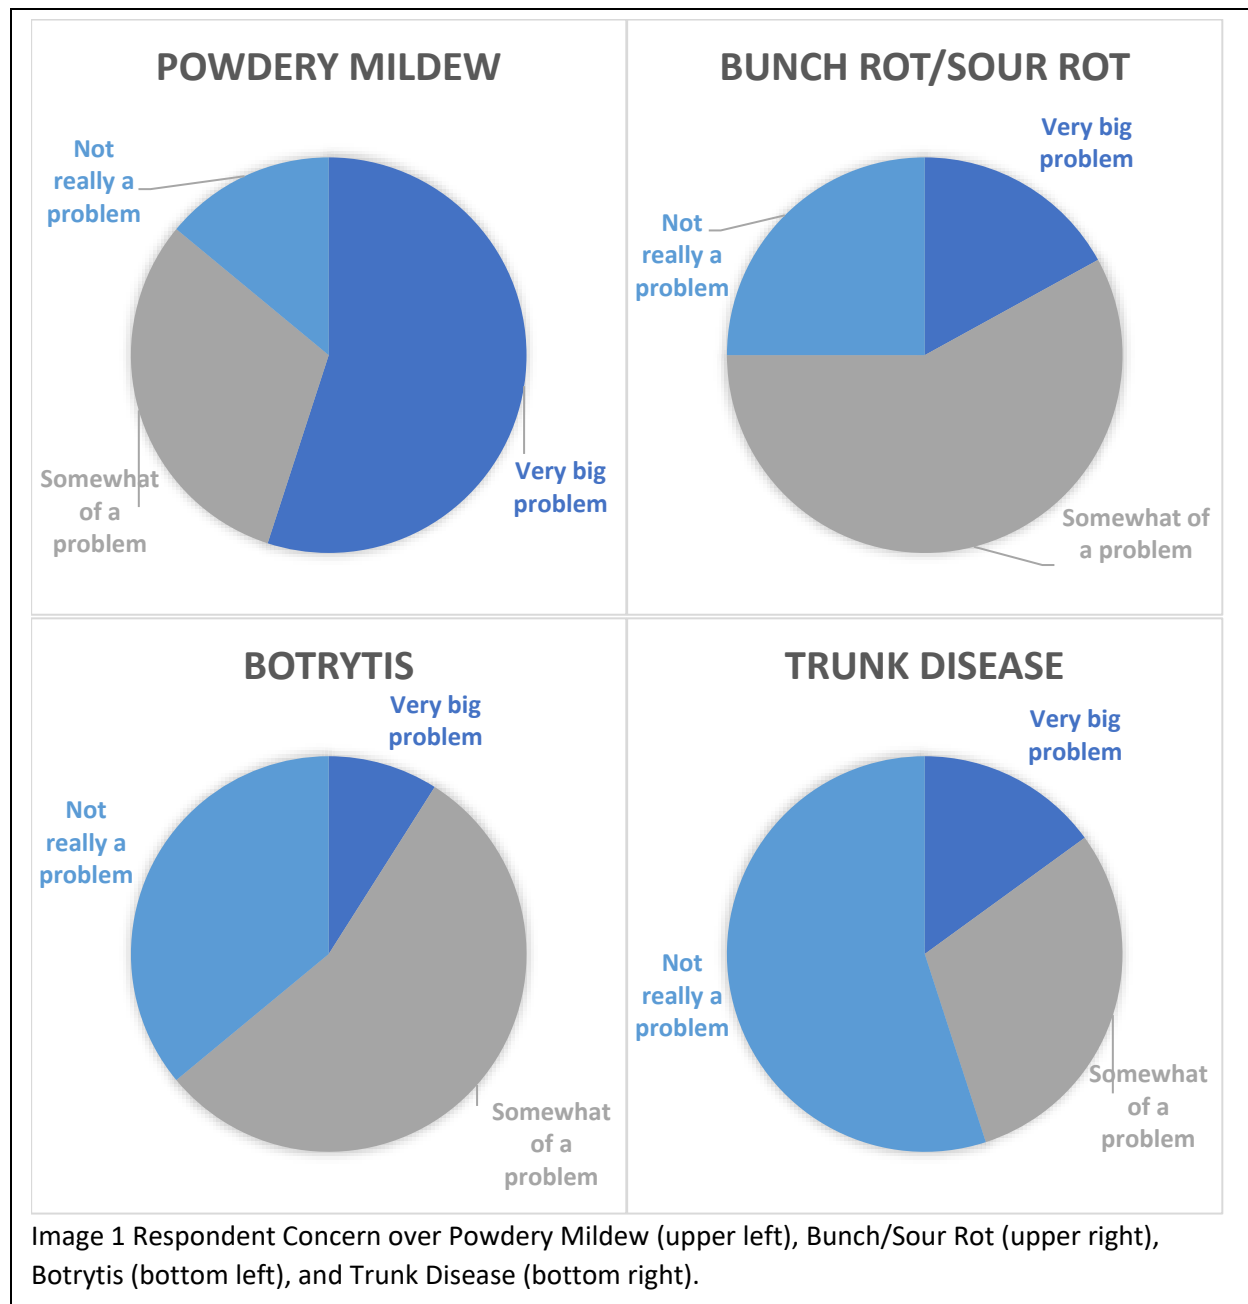 POWDERY MILDEW
Not
really a
problem
Somewhat
of a
problem
Very big
problem
BUNCH ROT/SOUR ROT
Very big
problem
Not
really a
problem
Somewhat of
a problem
BOTRYTIS
Very big
problem
Not
really a
problem
Somewhat
of a
problem
TRUNK DISEASE
Very big
problem
Not
really a
problem
Somewhat
of a
problem
Image 1 Respondent Concern over Powdery Mildew (upper left), Bunch/Sour Rot (upper right),
Botrytis (bottom left), and Trunk Disease (bottom right).